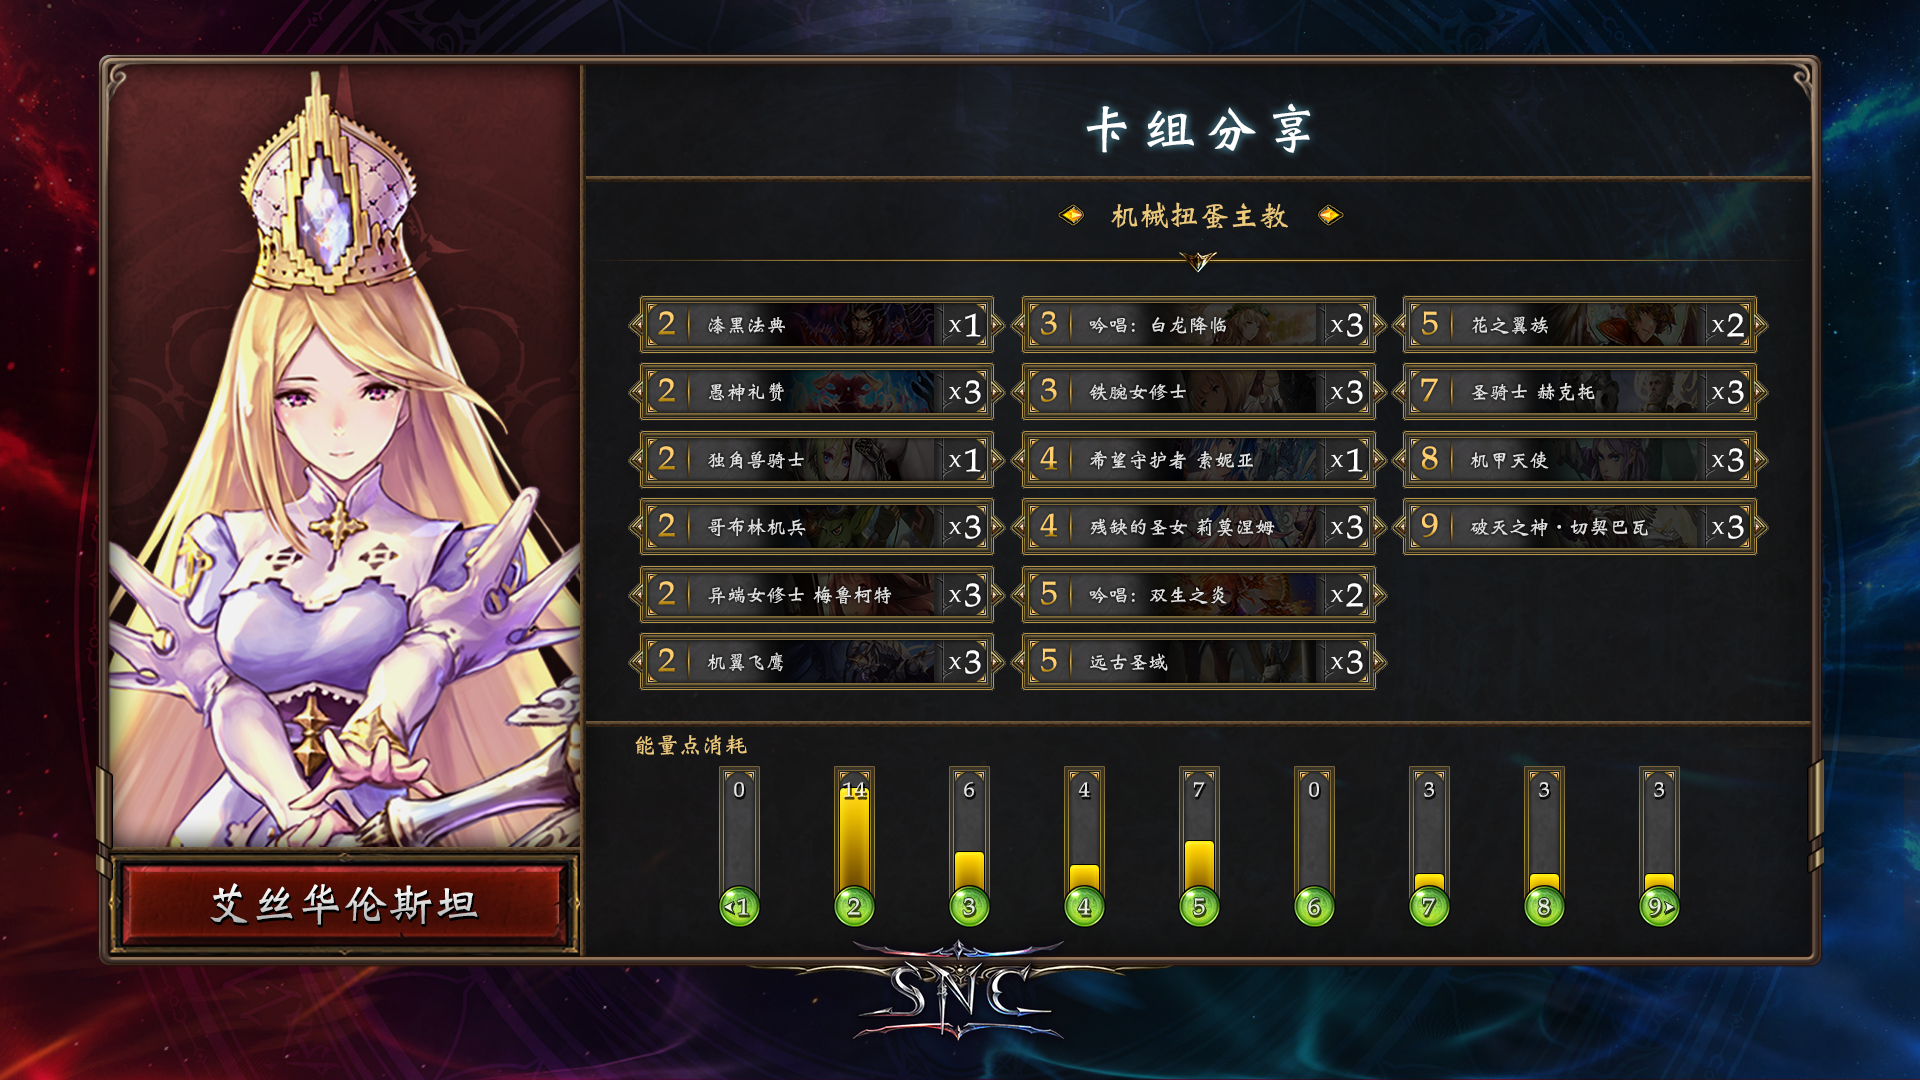 卡组分享
机械扭蛋主教
2 漆黑法典 x1
2 愚神礼赞 x3
2 独角兽骑士 x1
2 哥布林机兵 x3
2 异端女修士 梅鲁柯特 x3
2 机翼飞鹰 x3
3 吟唱：白龙降临 x3
3 铁腕女修士 x3
4 希望守护者 索妮亚 x1
4 残缺的圣女 莉莫涅姆 x3
5 吟唱：双生之炎 x2
5 远古圣域 x3
5 花之翼族 x2
7 圣骑士 赫克托 x3
8 机甲天使 x3
9 破灭之神·切契巴瓦 x3
能量点消耗
0 14 6 4 7 0 3 3 3
1 2 3 4 5 6 7 8 9
艾丝华伦斯坦
SNC